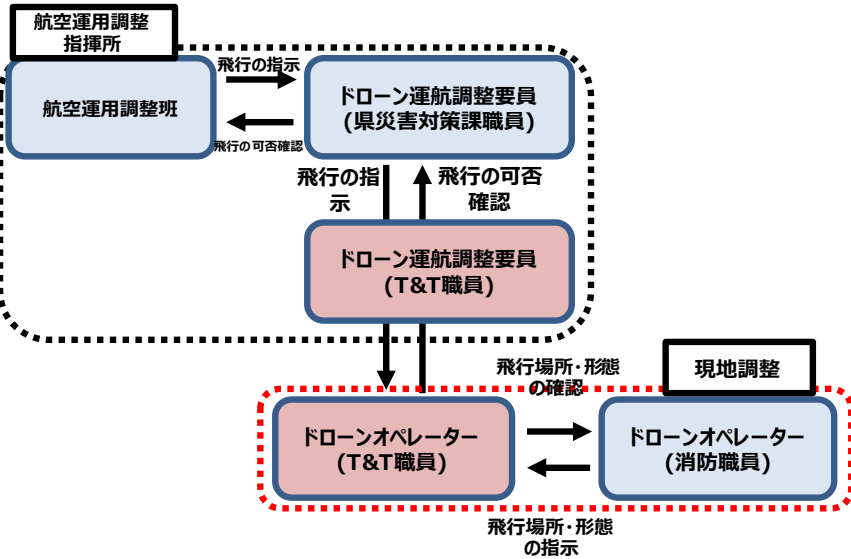 航空運用調整
指揮所
航空運用調整班
飛行の指示
飛行の可否確認
ドローン運航調整要員
(県災害対策課職員)
飛行の指
示
飛行の可否
確認
ドローン運航調整要員
(T&T職員)
飛行場所・形態
の確認
現地調整
ドローンオペレーター
(T&T職員)
ドローンオペレーター
(消防職員)
飛行場所・形態
の指示